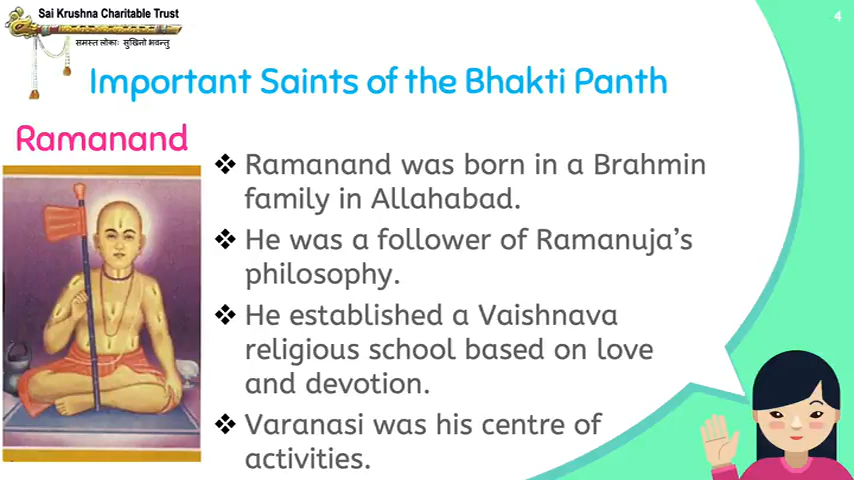 Sai Krushna Charitable Trust
समस्त लोकाः सुखिनो भवन्तु
4
Important Saints of the Bhakti Panth
Ramanand
❖ Ramanand was born in a Brahmin
family in Allahabad.
❖ He was a follower of Ramanuja's
philosophy.
❖ He established a Vaishnava
religious school based on love
and devotion.
❖ Varanasi was his centre of
activities.